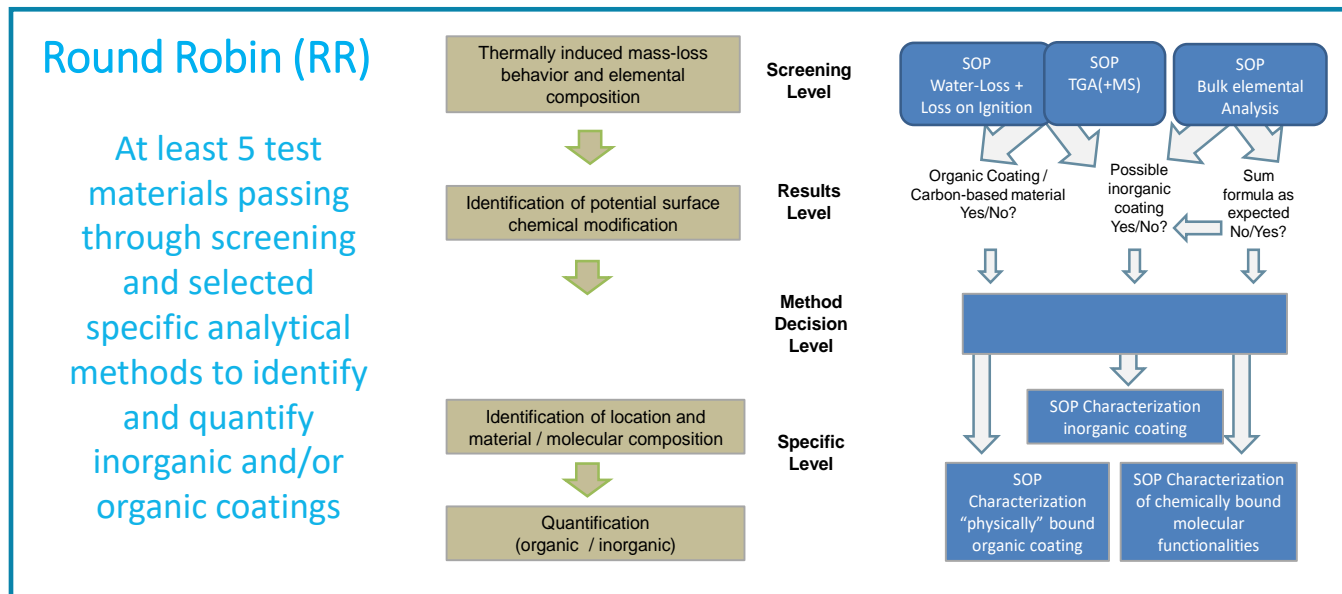 Round Robin (RR)
At least 5 test
materials passing
through screening
and selected
specific analytical
methods to identify
and quantify
inorganic and/or
organic coatings
Thermally induced mass-loss
behavior and elemental
composition
Identification of potential surface
chemical modification
Identification of location and
material / molecular composition
Quantification
(organic / inorganic)
Screening
Level
Results
Level
Method
Decision
Level
Specific
Level
SOP
Water-Loss +
Loss on Ignition
SOP
TGA(+MS)
SOP
Bulk elemental
Analysis
Organic Coating /
Carbon-based material
Yes/No?
Possible
inorganic
coating
Yes/No?
Sum
formula as
expected
No/Yes?
SOP Characterization
inorganic coating
SOP
Characterization
“physically” bound
organic coating
SOP Characterization
of chemically bound
molecular
functionalities